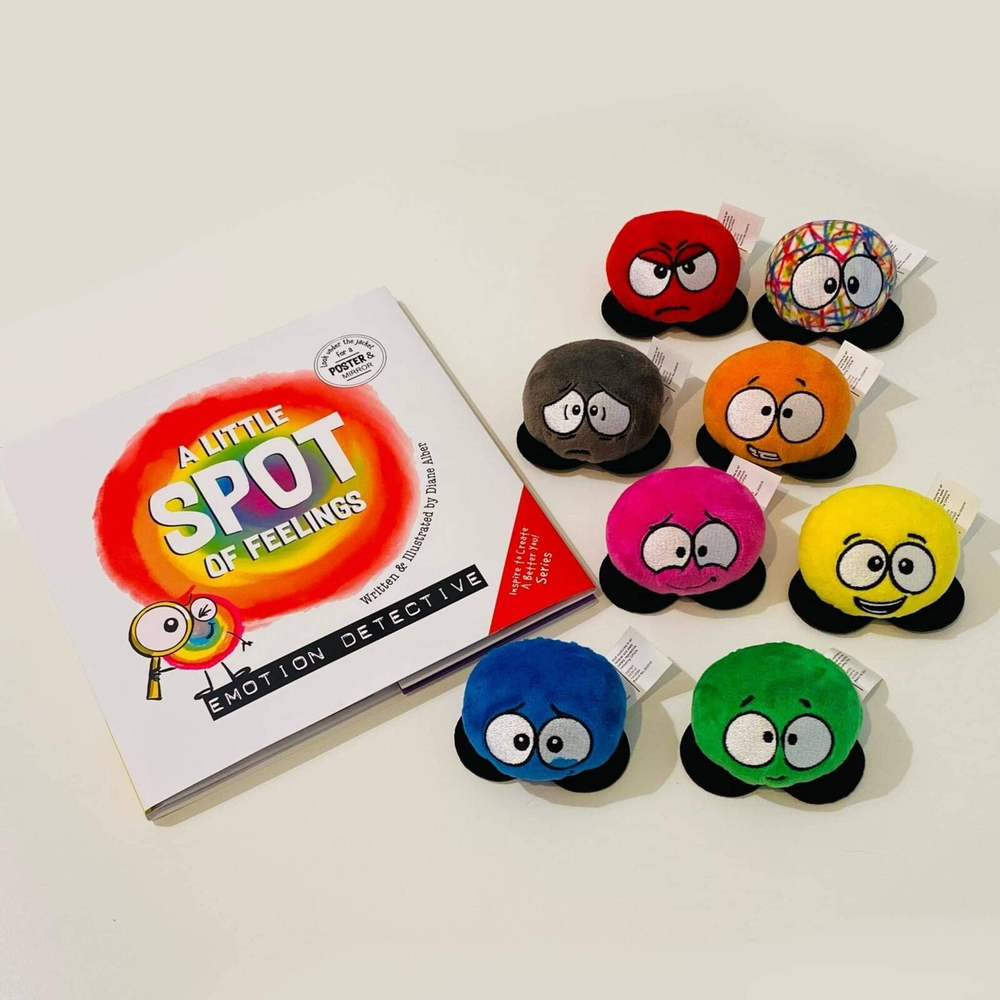 Look under the jacket
for a
POSTER &
MIRROR
A LITTLE
SPOT
OF FEELINGS
Written & Illustrated by Diane Alber
EMOTION DETECTIVE
Inspire to Create
A Better You!
Series